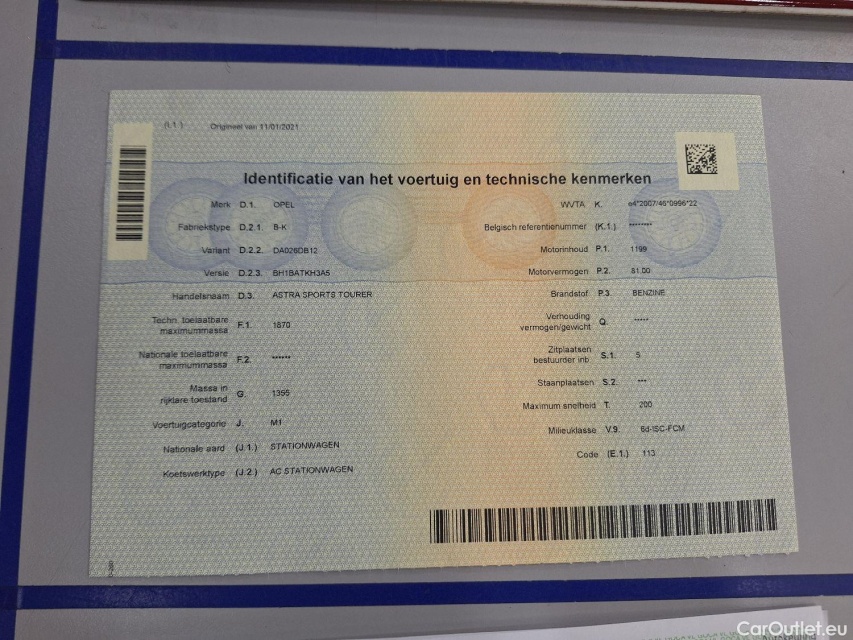 (I.1.) Origineel van 11/01/2021
Identificatie van het voertuig en technische kenmerken
Merk D.1. OPEL
Fabriekstype D.2.1. B-K
Variant D.2.2. DA026DB12
Versie D.2.3. BH1BATKH3A5
Handelsnaam D.3. ASTRA SPORTS TOURER
Techn. toelaatbare
maximummassa F.1. 1870
Nationale toelaatbare
maximummassa F.2. ******
Massa in
rijklare toestand G. 1355
Voertuigcategorie J. M1
Nationale aard (J.1.) STATIONWAGEN
Koetswerktype (J.2.) AC STATIONWAGEN
WVTA K. e4*2007/46*0996*22
Belgisch referentienummer (K.1.) ********
Motorinhoud P.1. 1199
Motorvermogen P.2. 81.00
Brandstof P.3. BENZINE
Verhouding
vermogen/gewicht Q. *****
Zitplaatsen
bestuurder inb. S.1. 5
Staanplaatsen S.2. ***
Maximum snelheid T. 200
Milieuklasse V.9. 6d-ISC-FCM
Code (E.1.) 113
CarOutlet.eu